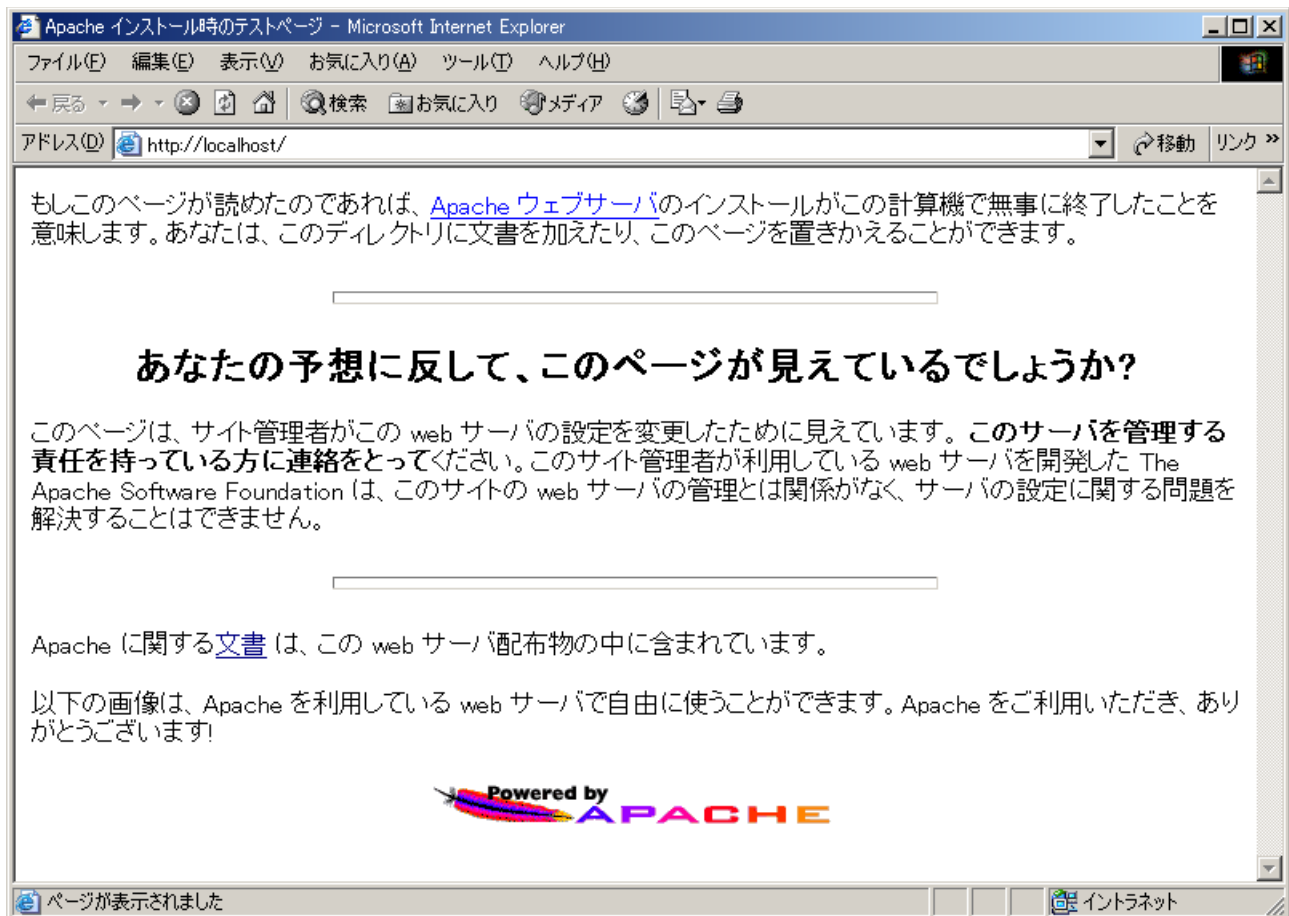 Apache インストール時のテストページ - Microsoft Internet Explorer
ファイル(F) 編集(E) 表示(V) お気に入り(A) ツール(T) ヘルプ(H)
戻る 検索 お気に入り メディア
アドレス(D) http://localhost/ 移動 リンク »
もしこのページが読めたのであれば、Apache ウェブサーバのインストールがこの計算機で無事に終了したことを
意味します。あなたは、このディレクトリに文書を加えたり、このページを置きかえることができます。
あなたの予想に反して、このページが見えているでしょうか?
このページは、サイト管理者がこの web サーバの設定を変更したために見えています。このサーバを管理する
責任を持っている方に連絡をとってください。このサイト管理者が利用している web サーバを開発した The
Apache Software Foundation は、このサイトの web サーバの管理とは関係がなく、サーバの設定に関する問題を
解決することはできません。
Apache に関する文書 は、この web サーバ配布物の中に含まれています。
以下の画像は、Apache を利用している web サーバで自由に使うことができます。Apache をご利用いただき、あり
がとうございます!
Powered by
APACHE
ページが表示されました イントラネット